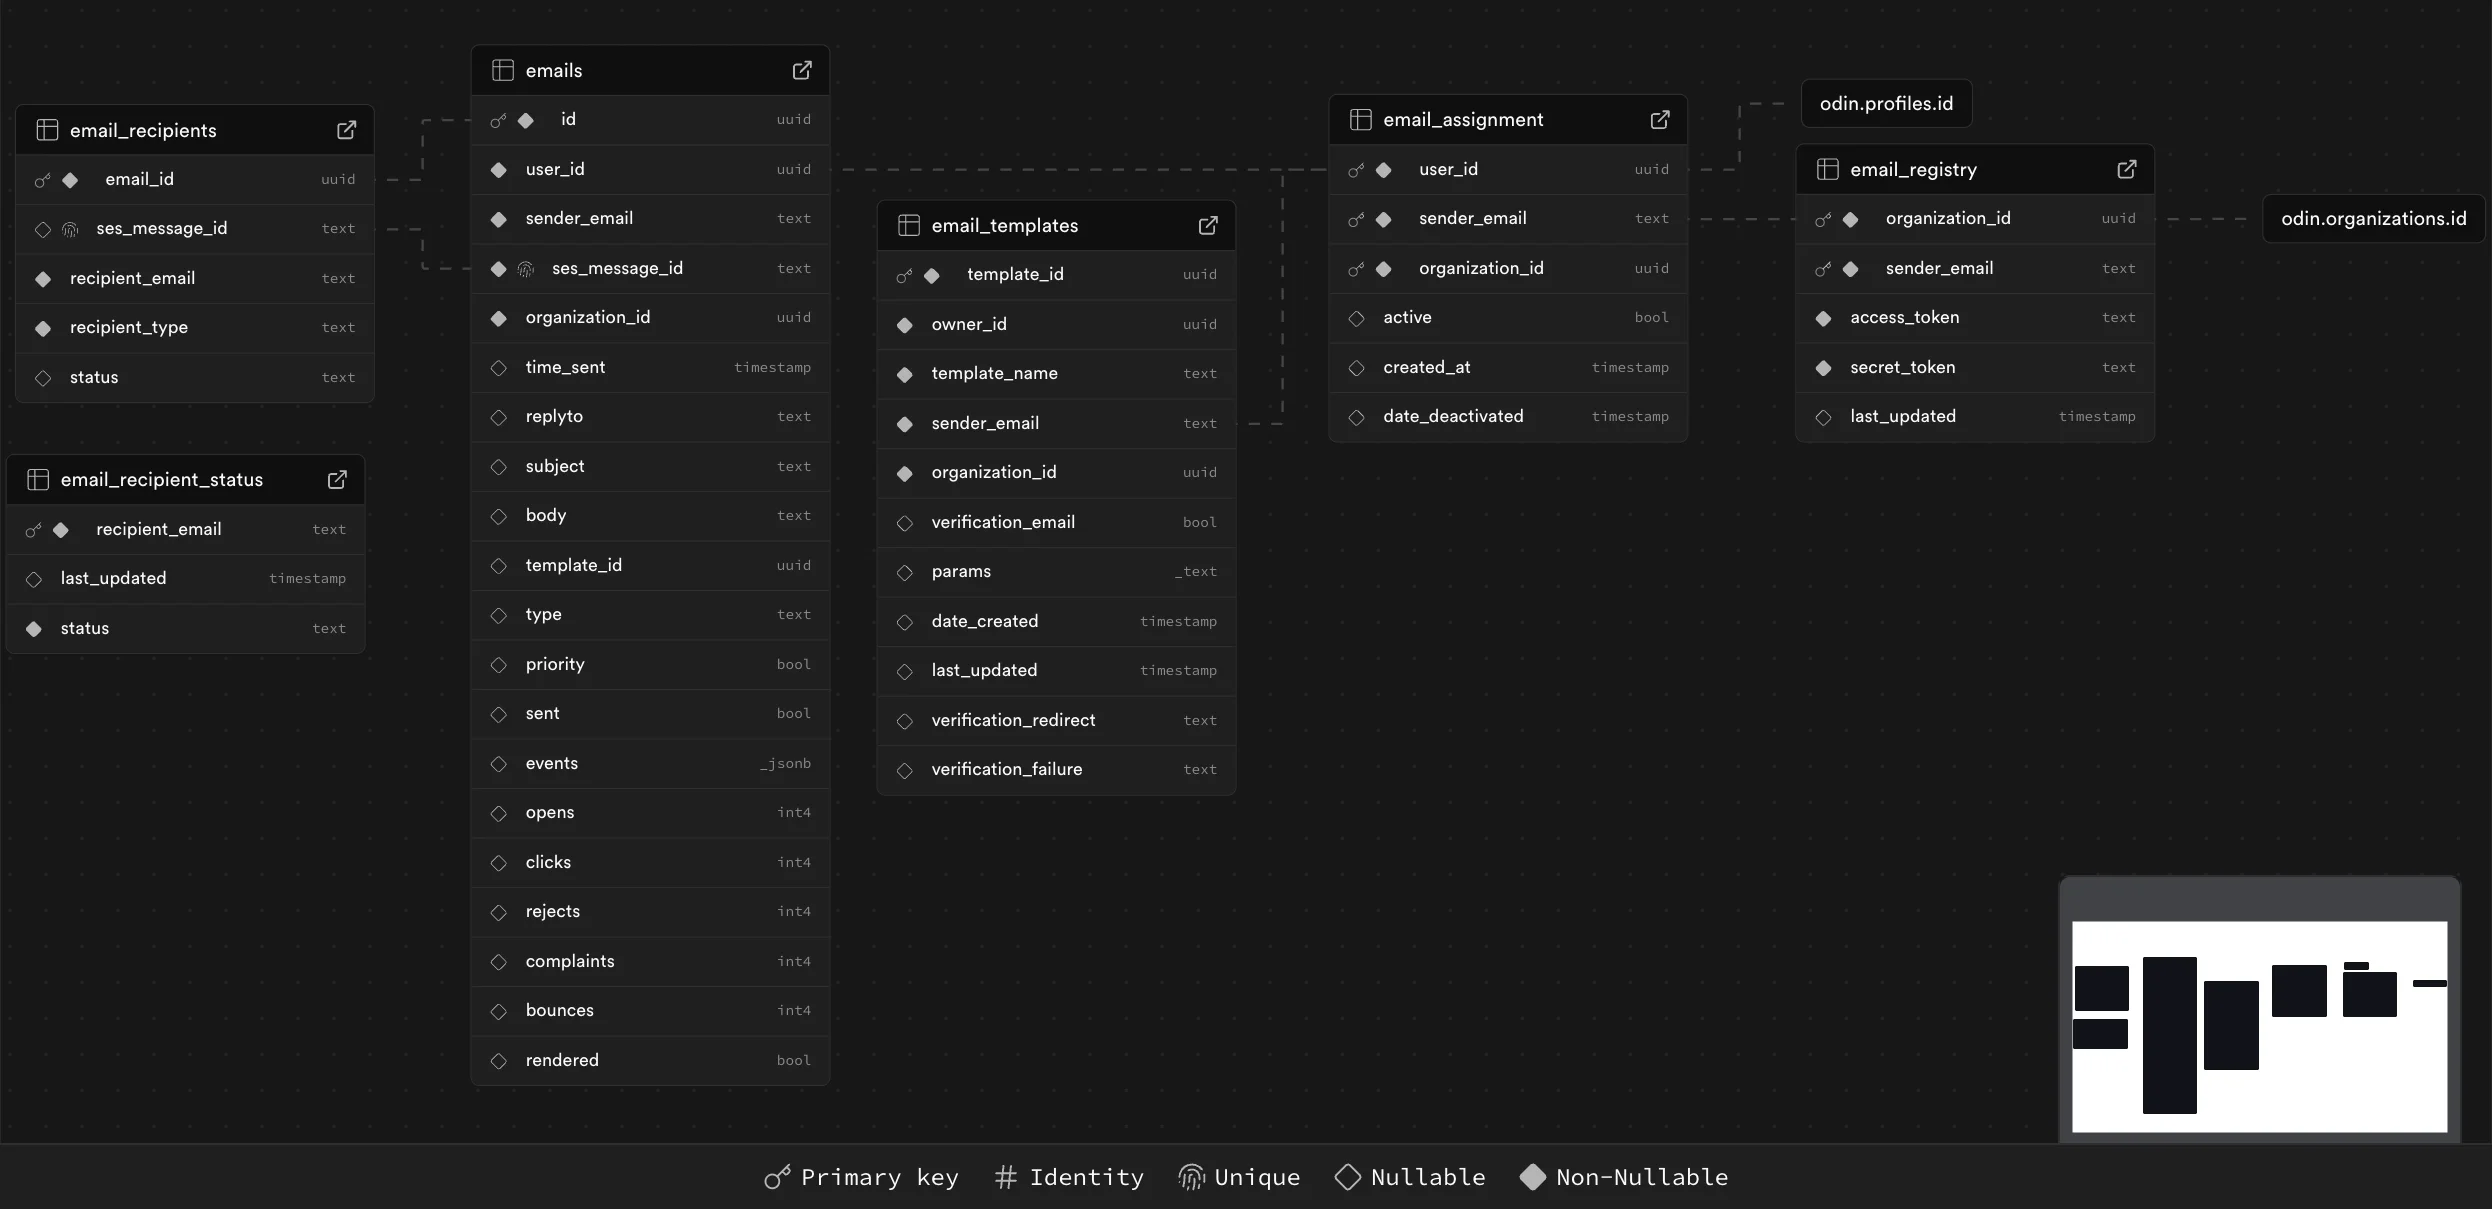 email_recipients
email_id uuid
ses_message_id text
recipient_email text
recipient_type text
status text
email_recipient_status
recipient_email text
last_updated timestamp
status text
emails
id uuid
user_id uuid
sender_email text
ses_message_id text
organization_id uuid
time_sent timestamp
replyto text
subject text
body text
template_id uuid
type text
priority bool
sent bool
events _jsonb
opens int4
clicks int4
rejects int4
complaints int4
bounces int4
rendered bool
email_templates
template_id uuid
owner_id uuid
template_name text
sender_email text
organization_id uuid
verification_email bool
params _text
date_created timestamp
last_updated timestamp
verification_redirect text
verification_failure text
email_assignment
user_id uuid
sender_email text
organization_id uuid
active bool
created_at timestamp
date_deactivated timestamp
odin.profiles.id
email_registry
organization_id uuid
sender_email text
access_token text
secret_token text
last_updated timestamp
odin.organizations.id
Primary key # Identity Unique Nullable Non-Nullable